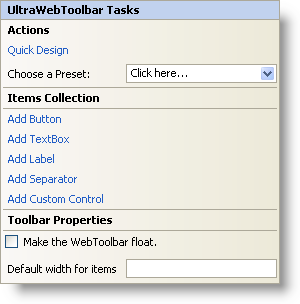 UltraWebToolbar Tasks
Actions
Quick Design
Choose a Preset: Click here...
Items Collection
Add Button
Add TextBox
Add Label
Add Separator
Add Custom Control
Toolbar Properties
Make the WebToolbar float.
Default width for items